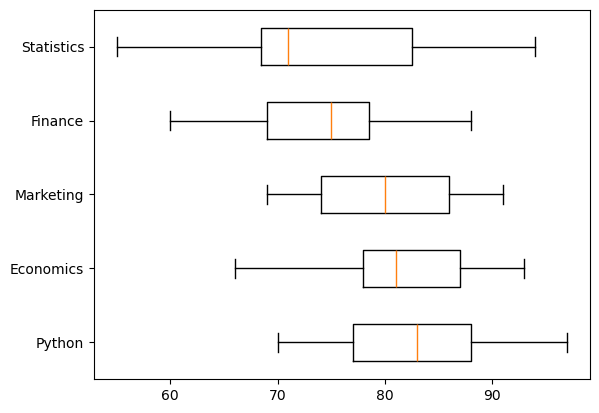 Statistics
Finance
Marketing
Economics
Python
60 70 80 90